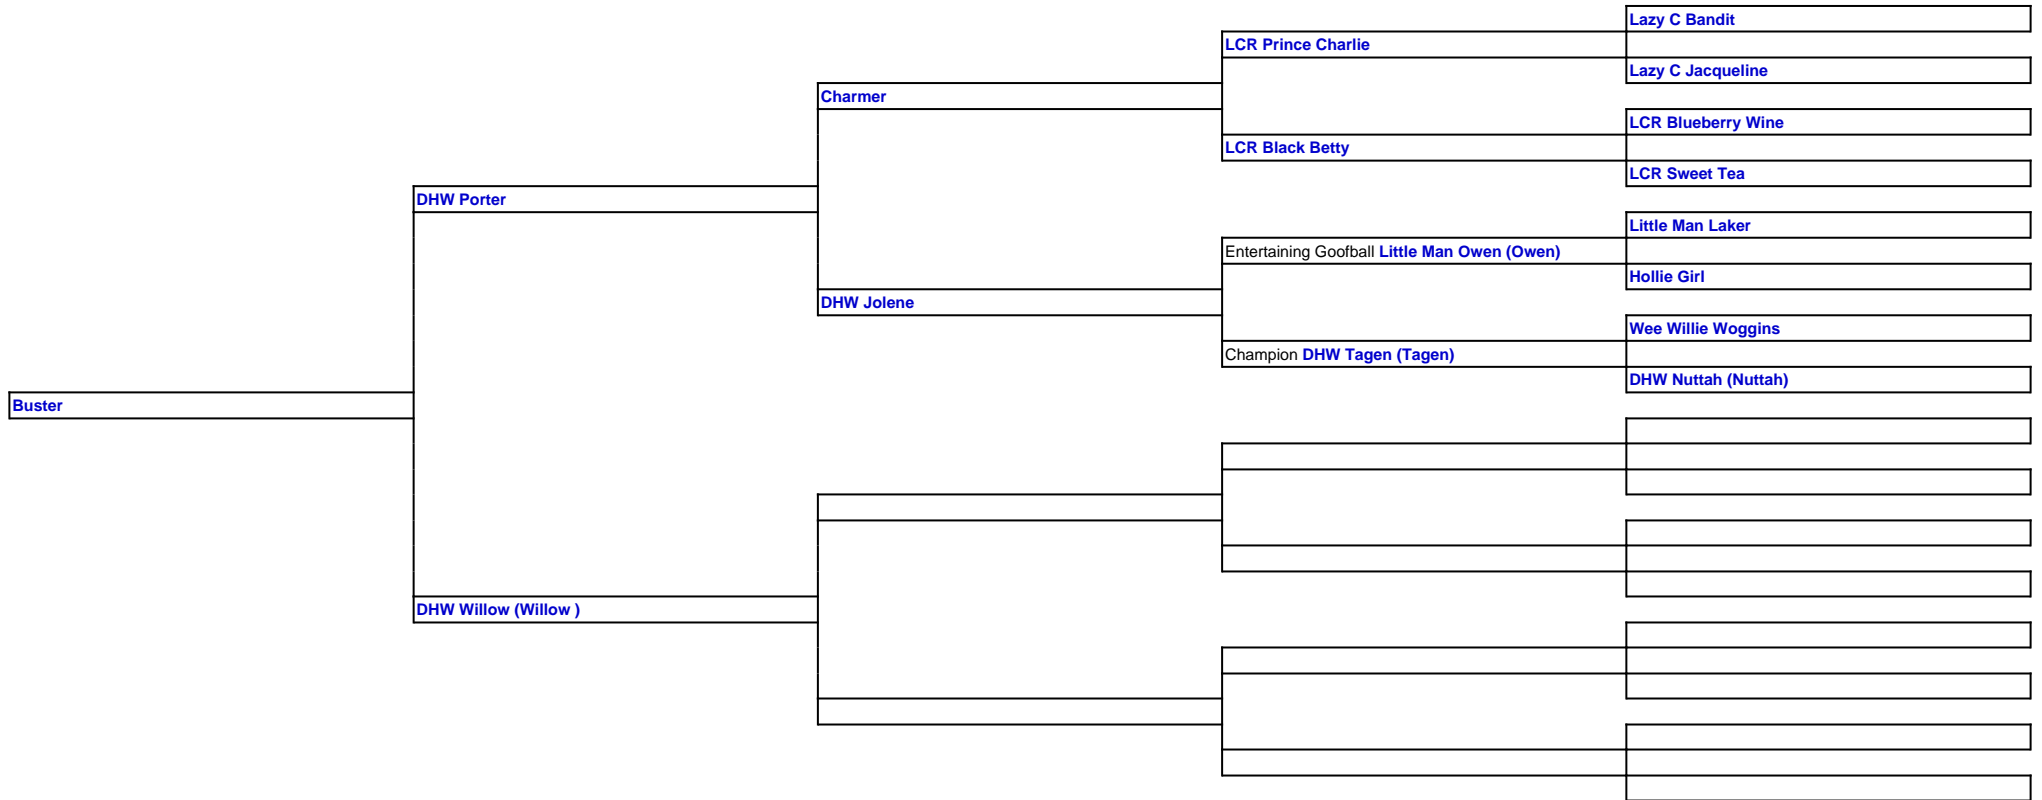 Lazy C Bandit
LCR Prince Charlie
Lazy C Jacqueline
Charmer
LCR Blueberry Wine
LCR Black Betty
LCR Sweet Tea
DHW Porter
Little Man Laker
Entertaining Goofball Little Man Owen (Owen)
Hollie Girl
DHW Jolene
Wee Willie Woggins
Champion DHW Tagen (Tagen)
DHW Nuttah (Nuttah)
Buster
DHW Willow (Willow )